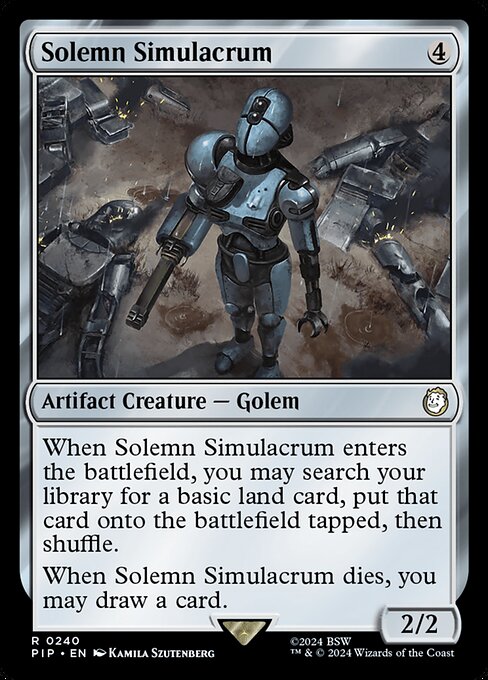 Solemn Simulacrum 4
Artifact Creature — Golem
When Solemn Simulacrum enters
the battlefield, you may search your
library for a basic land card, put that
card onto the battlefield tapped, then
shuffle.
When Solemn Simulacrum dies, you
may draw a card.
2/2
R 0240
PIP • EN Kamila Szutenberg
©2024 BSW
™ & © 2024 Wizards of the Coast